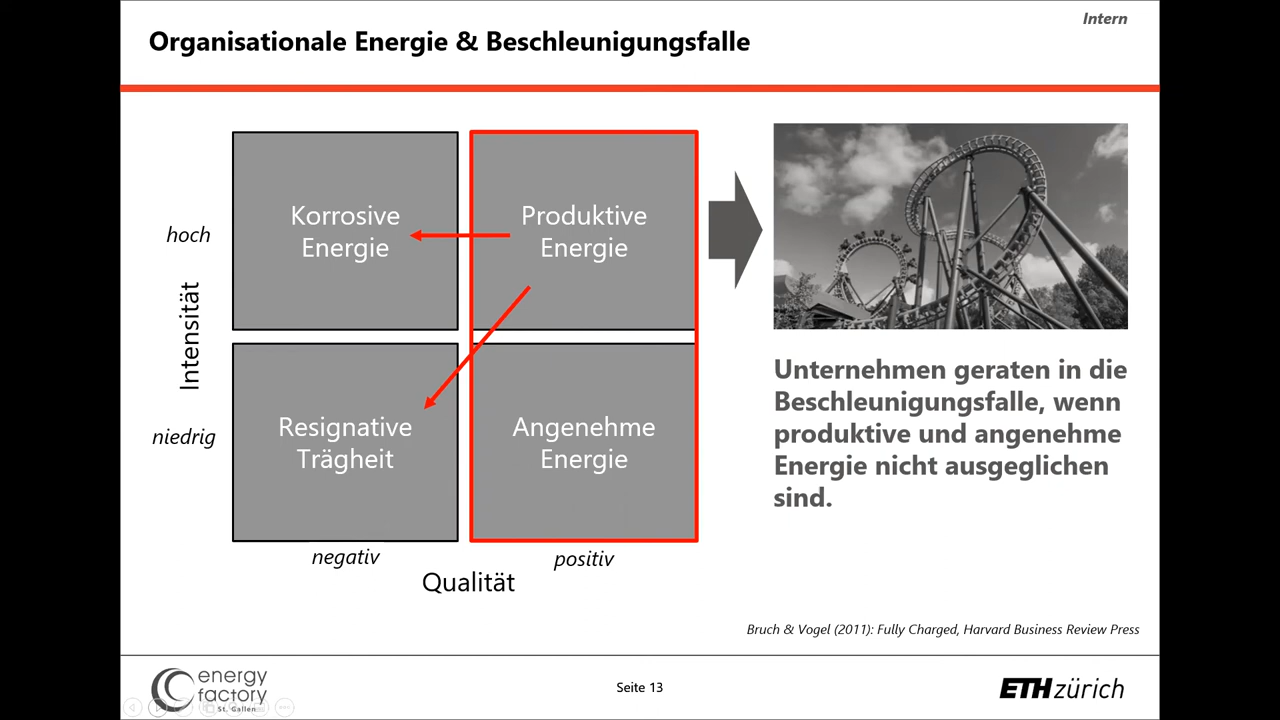 Intern
Organisationale Energie & Beschleunigungsfalle
Korrosive
Energie
Produktive
Energie
hoch
Intensität
niedrig
Resignative
Trägheit
Angenehme
Energie
negativ
positiv
Qualität
Unternehmen geraten in die
Beschleunigungsfalle, wenn
produktive und angenehme
Energie nicht ausgeglichen
sind.
Bruch & Vogel (2011): Fully Charged, Harvard Business Review Press
energy
factory
St. Gallen
Seite 13
ETH zürich